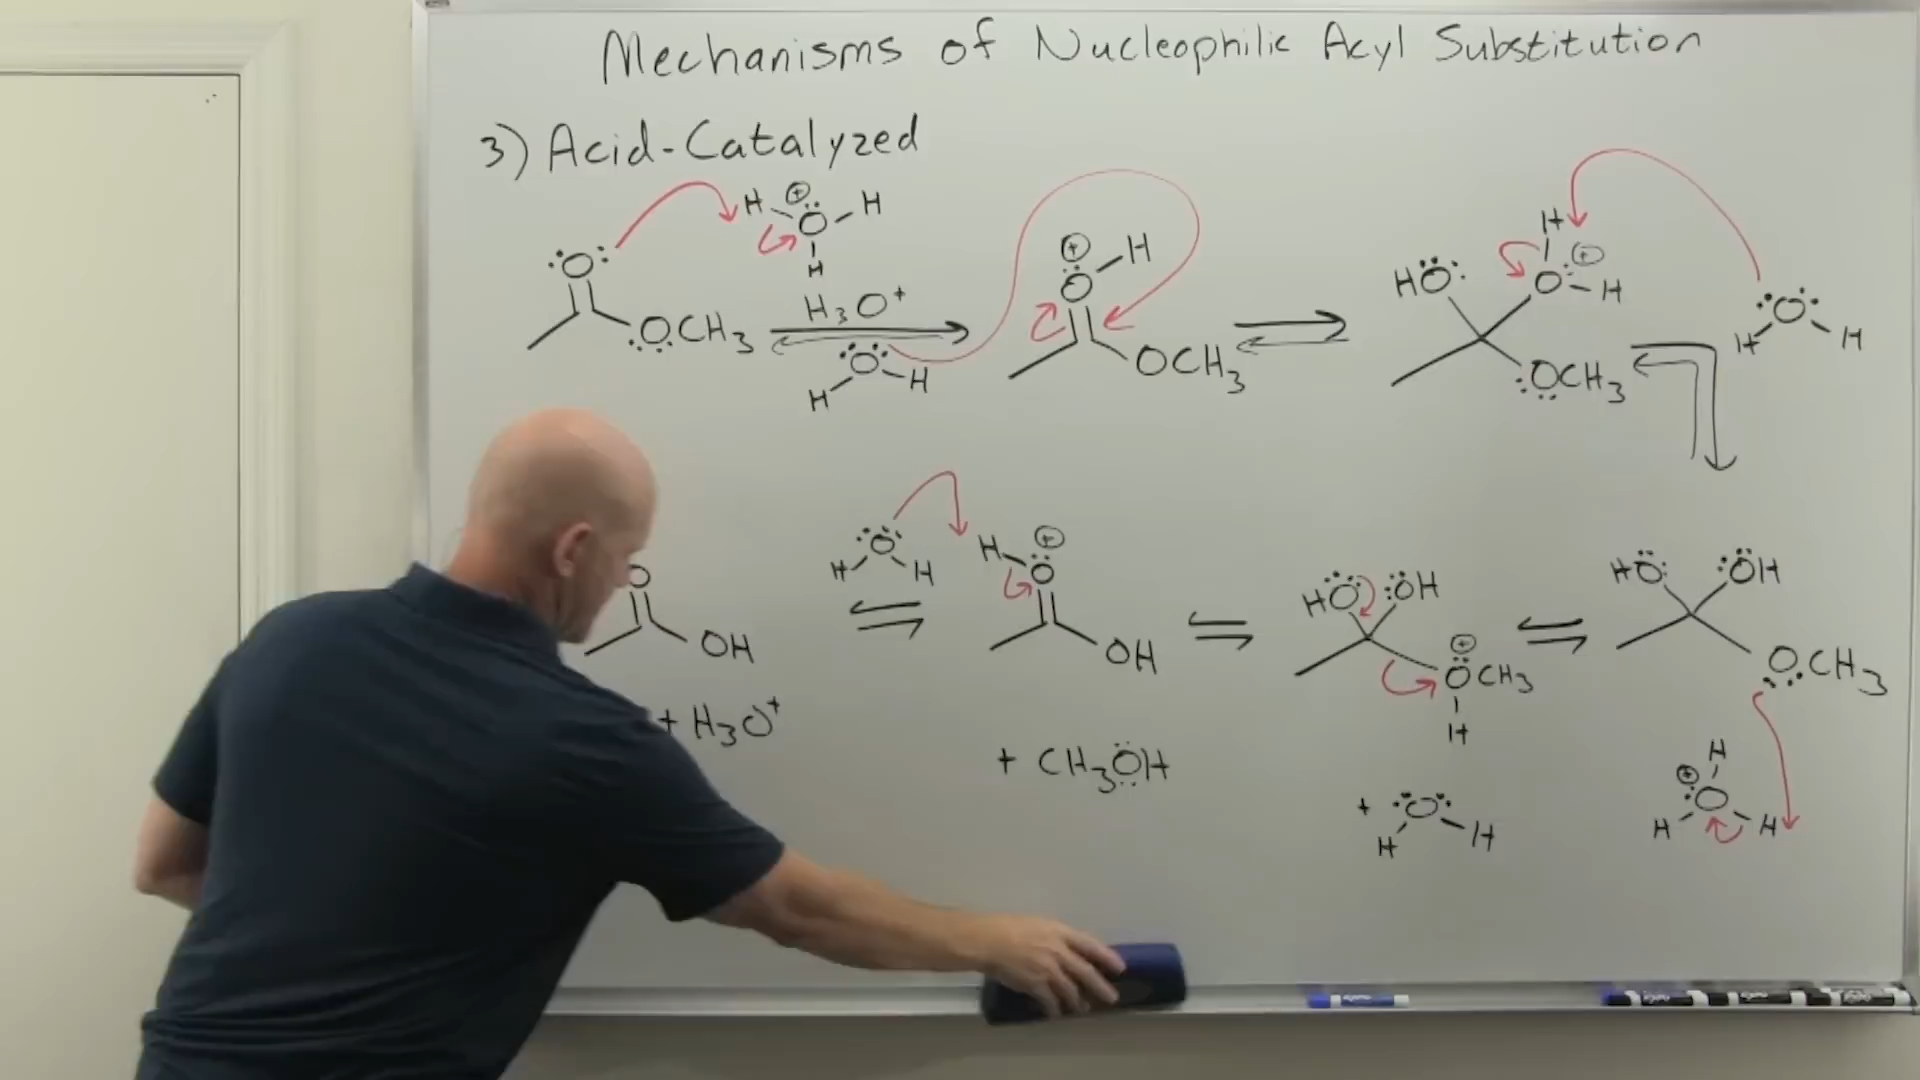 Mechanisms of Nucleophilic Acyl Substitution
3) Acid-Catalyzed
H ⊕ O H
H
O
OCH3
H3O+
O
H H
⊕
O H
OCH3
HO
H
O ⊕ H
OCH3
O
H H
O
OH
+ H3O+
O
H H
H ⊕
O
OH
+ CH3OH
HO OH
⊕
OCH3
H
+ O
H H
HO OH
OCH3
H
⊕
O
H H